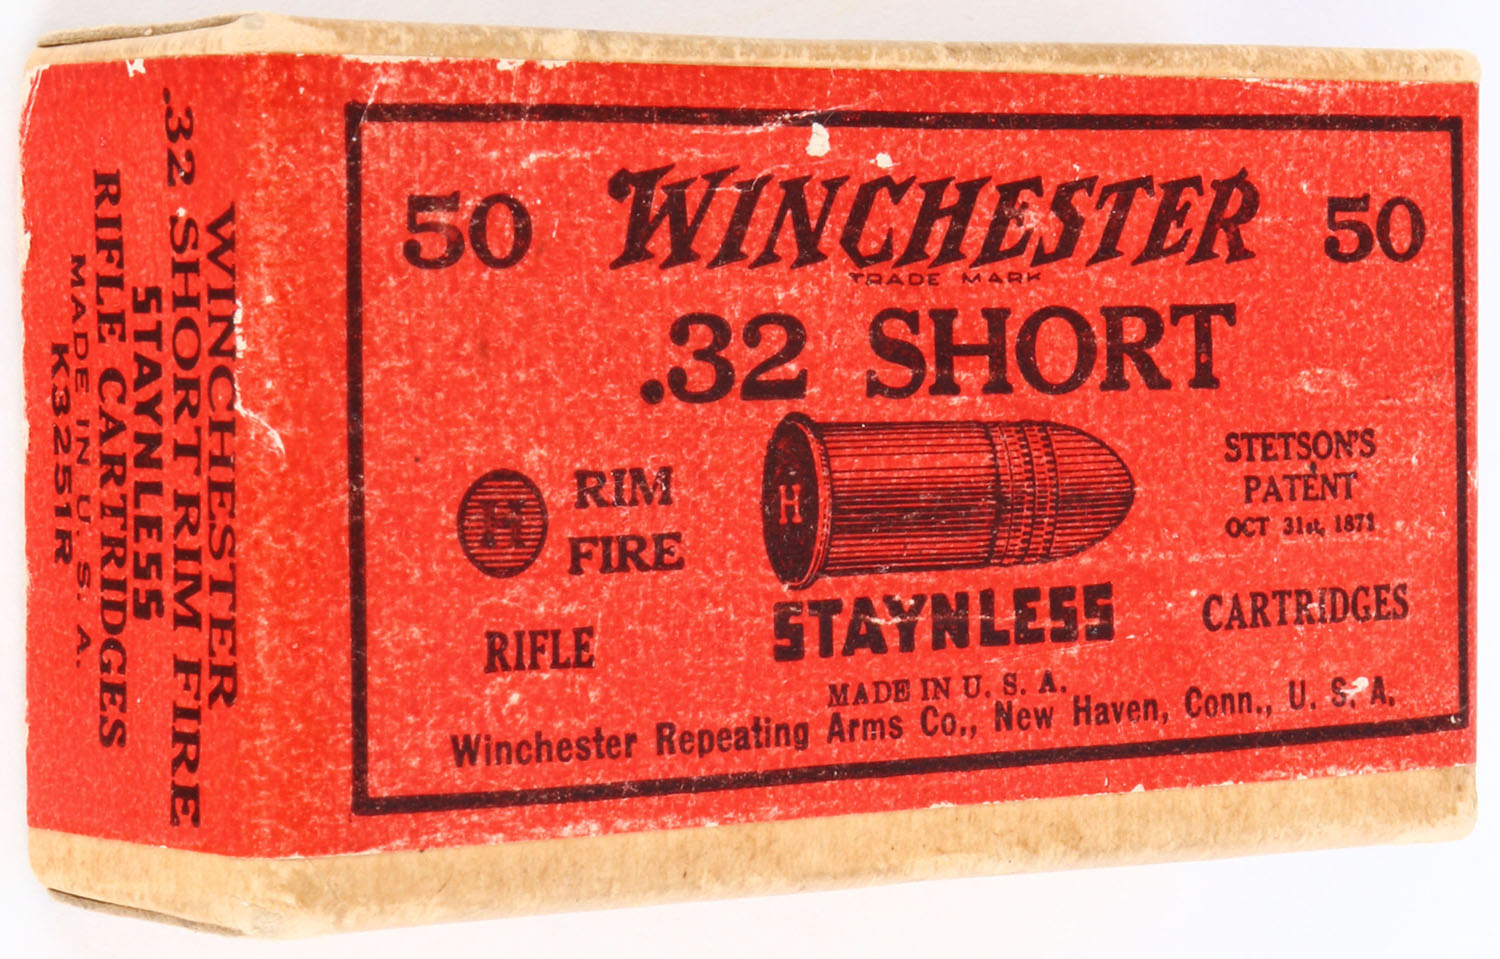 50 WINCHESTER 50
TRADE MARK
.32 SHORT
H
RIM
FIRE
H
STETSON'S
PATENT
OCT 31st, 1871
RIFLE
STAYNLESS
CARTRIDGES
MADE IN U. S. A.
Winchester Repeating Arms Co., New Haven, Conn., U. S. A.
WINCHESTER
.32 SHORT RIM FIRE
STAYNLESS
RIFLE CARTRIDGES
MADE IN U. S. A.
K3251R